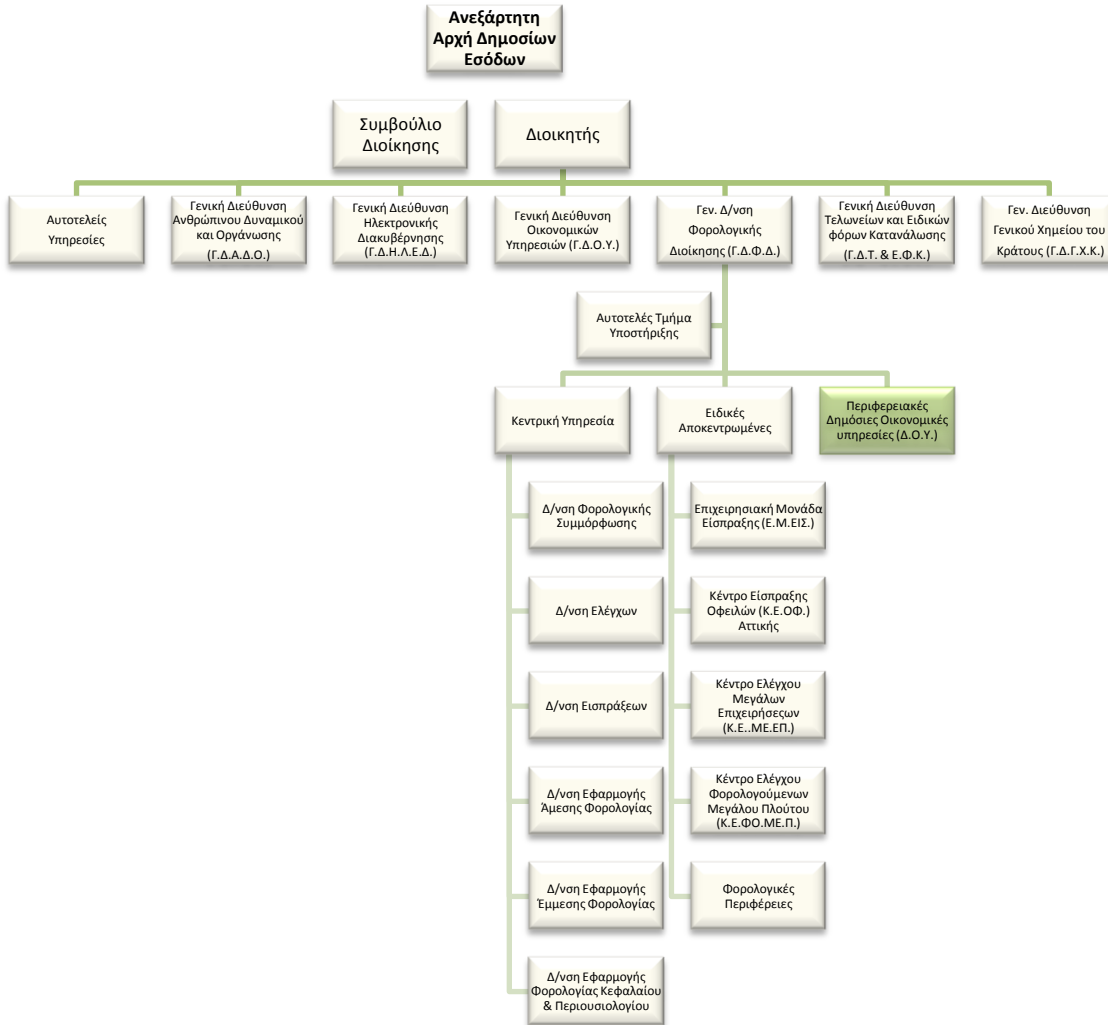 Ανεξάρτητη
Αρχή Δημοσίων
Εσόδων
Συμβούλιο
Διοίκησης
Διοικητής
Αυτοτελείς
Υπηρεσίες
Γενική Διεύθυνση
Ανθρώπινου Δυναμικού
και Οργάνωσης
(Γ.Δ.Α.Δ.Ο.)
Γενική Διεύθυνση
Ηλεκτρονικής
Διακυβέρνησης
(Γ.Δ.Η.Λ.Ε.Δ.)
Γενική Διεύθυνση
Οικονομικών
Υπηρεσιών (Γ.Δ.Ο.Υ.)
Γεν. Δ/νση
Φορολογικής
Διοίκησης (Γ.Δ.Φ.Δ.)
Γενική Διεύθυνση
Τελωνείων και Ειδικών
φόρων Κατανάλωσης
(Γ.Δ.Τ. & Ε.Φ.Κ.)
Γεν. Διεύθυνση
Γενικού Χημείου του
Κράτους (Γ.Δ.Γ.Χ.Κ.)
Αυτοτελές Τμήμα
Υποστήριξης
Κεντρική Υπηρεσία
Ειδικές
Αποκεντρωμένες
Περιφερειακές
Δημόσιες Οικονομικές
υπηρεσίες (Δ.Ο.Υ.)
Δ/νση Φορολογικής
Συμμόρφωσης
Δ/νση Ελέγχων
Δ/νση Εισπράξεων
Δ/νση Εφαρμογής
Άμεσης Φορολογίας
Δ/νση Εφαρμογής
Έμμεσης Φορολογίας
Δ/νση Εφαρμογής
Φορολογίας Κεφαλαίου
& Περιουσιολογίου
Επιχειρησιακή Μονάδα
Είσπραξης (Ε.Μ.ΕΙΣ.)
Κέντρο Είσπραξης
Οφειλών (Κ.Ε.ΟΦ.)
Αττικής
Κέντρο Ελέγχου
Μεγάλων
Επιχειρήσεςων
(Κ.Ε..ΜΕ.ΕΠ.)
Κέντρο Ελέγχου
Φορολογούμενων
Μεγάλου Πλούτου
(Κ.Ε.ΦΟ.ΜΕ.Π.)
Φορολογικές
Περιφέρειες